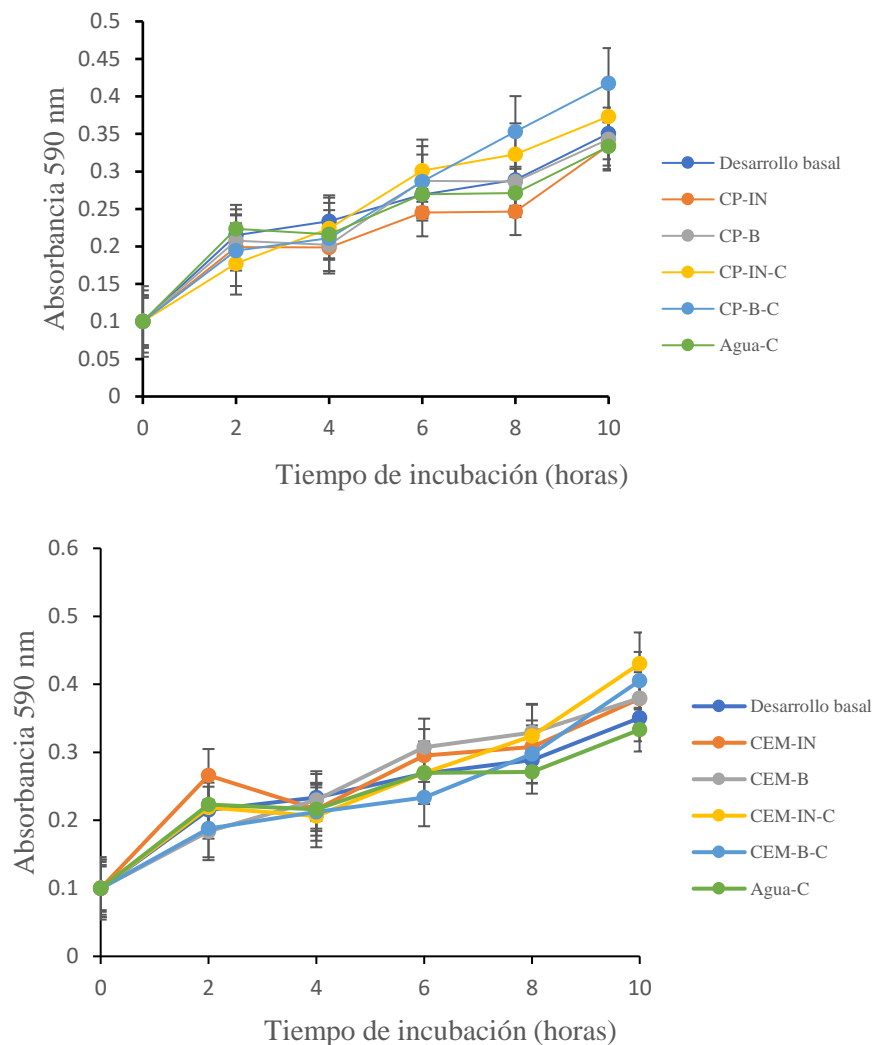 0.5
0.45
0.4
0.35
0.3
0.25
0.2
0.15
0.1
0.05
0
Absorbancia 590 nm
0 2 4 6 8 10
Tiempo de incubación (horas)
Desarrollo basal
CP-IN
CP-B
CP-IN-C
CP-B-C
Agua-C
0.6
0.5
0.4
0.3
0.2
0.1
0
Absorbancia 590 nm
0 2 4 6 8 10
Tiempo de incubación (horas)
Desarrollo basal
CEM-IN
CEM-B
CEM-IN-C
CEM-B-C
Agua-C